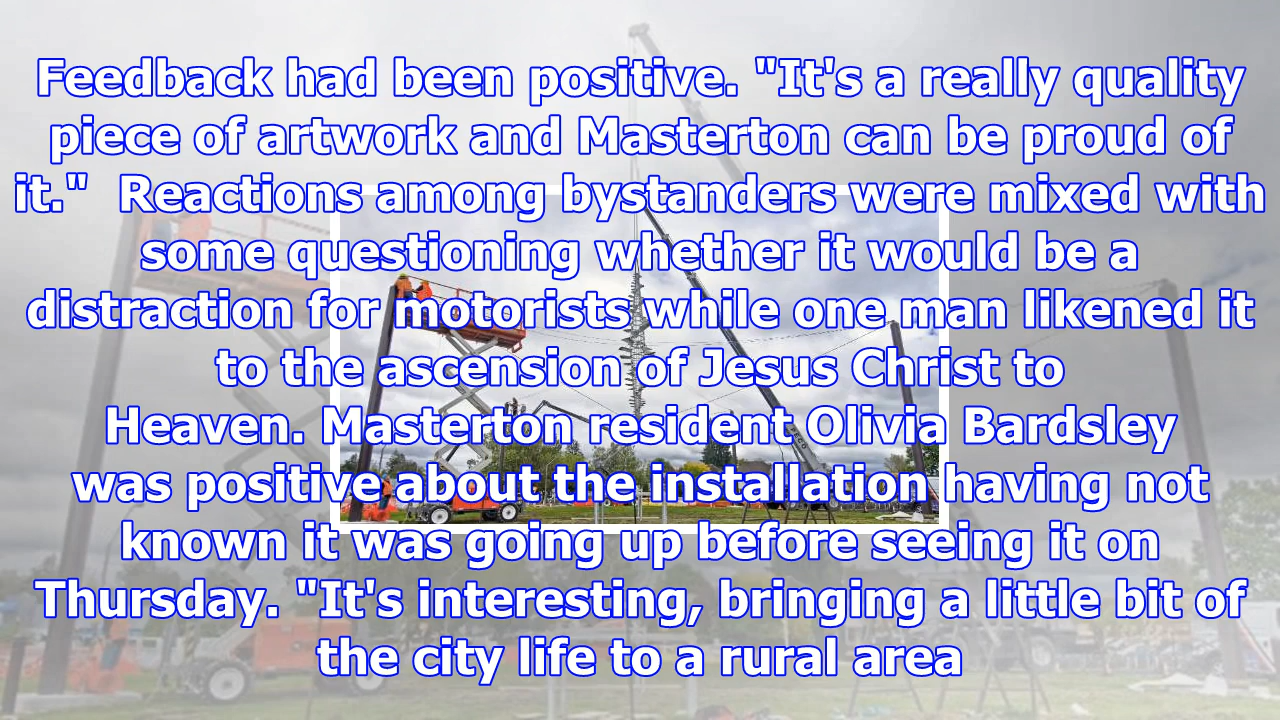 Feedback had been positive. "It's a really quality
piece of artwork and Masterton can be proud of
it."  Reactions among bystanders were mixed with
some questioning whether it would be a
distraction for motorists while one man likened it
to the ascension of Jesus Christ to
Heaven. Masterton resident Olivia Bardsley
was positive about the installation having not
known it was going up before seeing it on
Thursday. "It's interesting, bringing a little bit of
the city life to a rural area